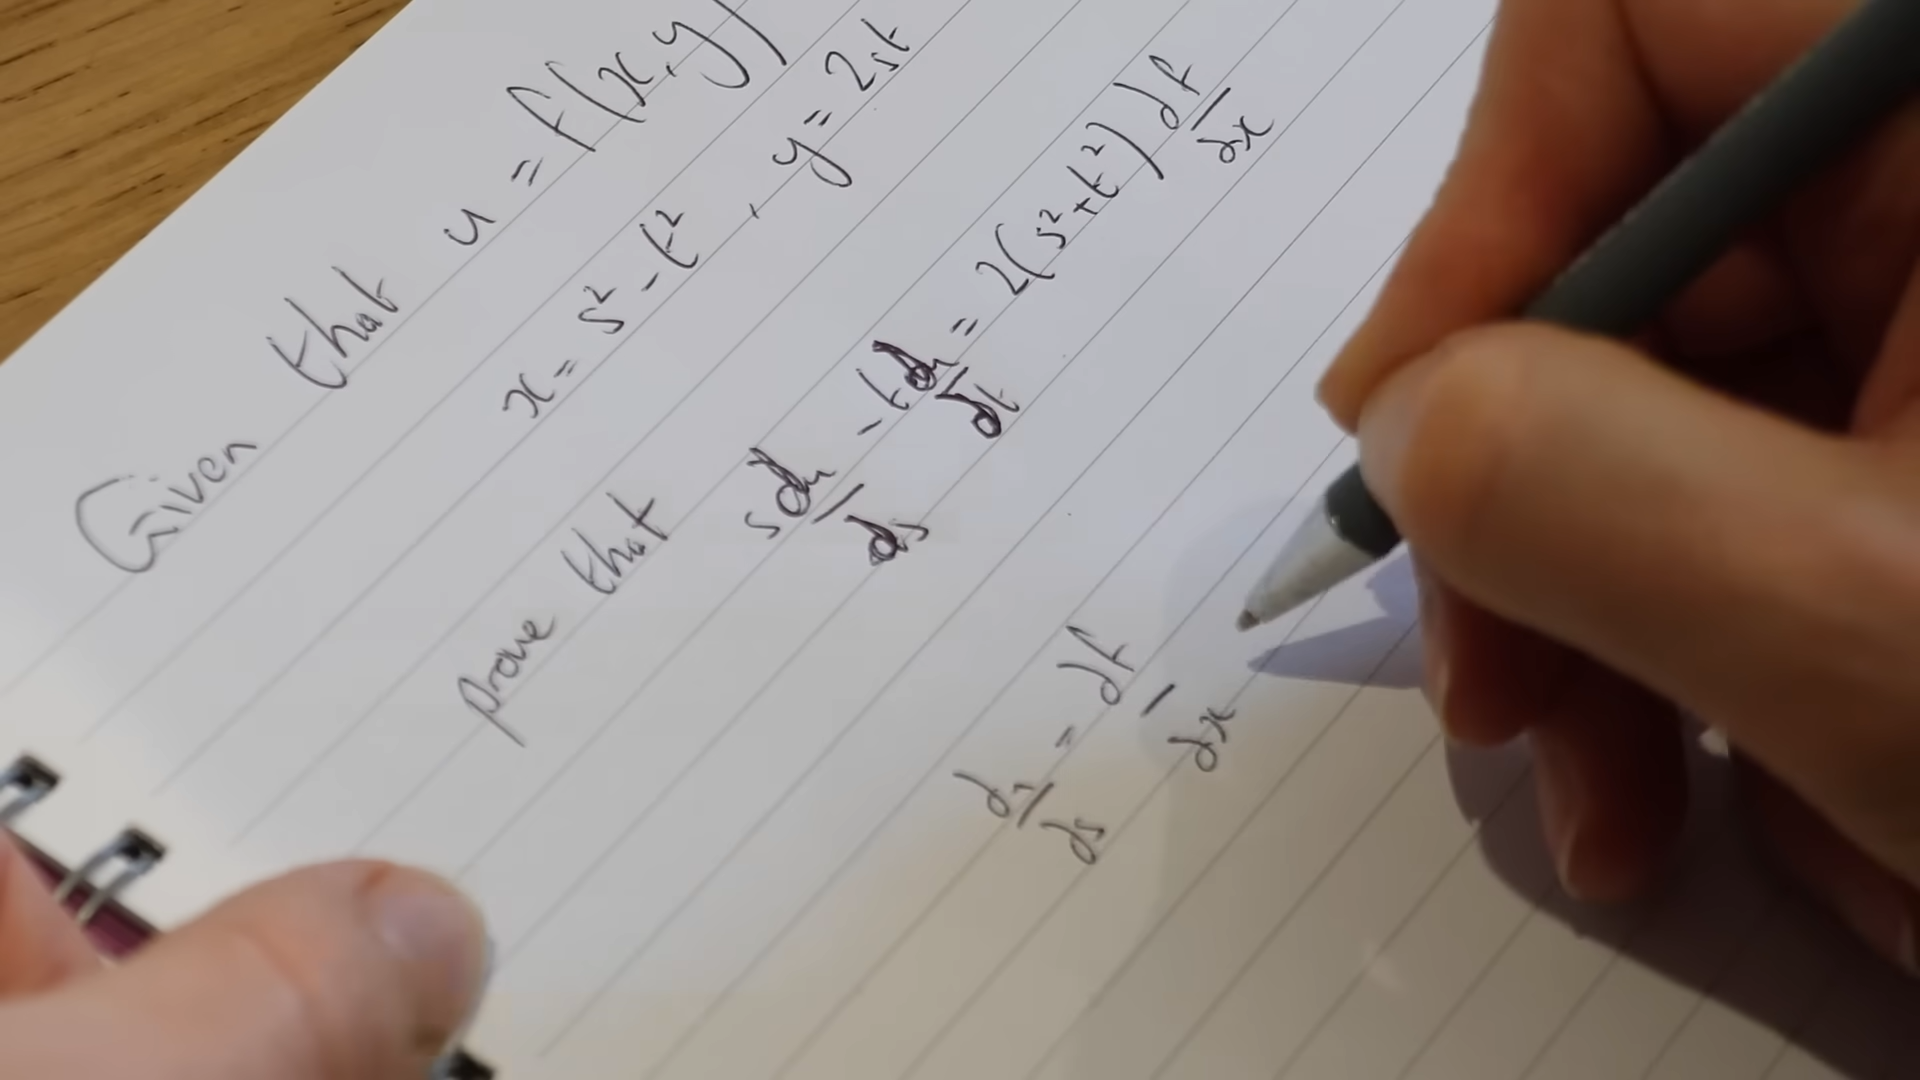 Given that u = f(x,y)
x = s² - t², y = 2st
prove that s ∂u/∂s - t ∂u/∂t = 2(s²+t²) ∂f/∂x
∂u/∂s = ∂f/∂x